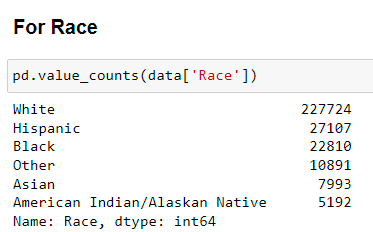 For Race
pd.value_counts(data['Race'])
White 227724
Hispanic 27107
Black 22810
Other 10891
Asian 7993
American Indian/Alaskan Native 5192
Name: Race, dtype: int64